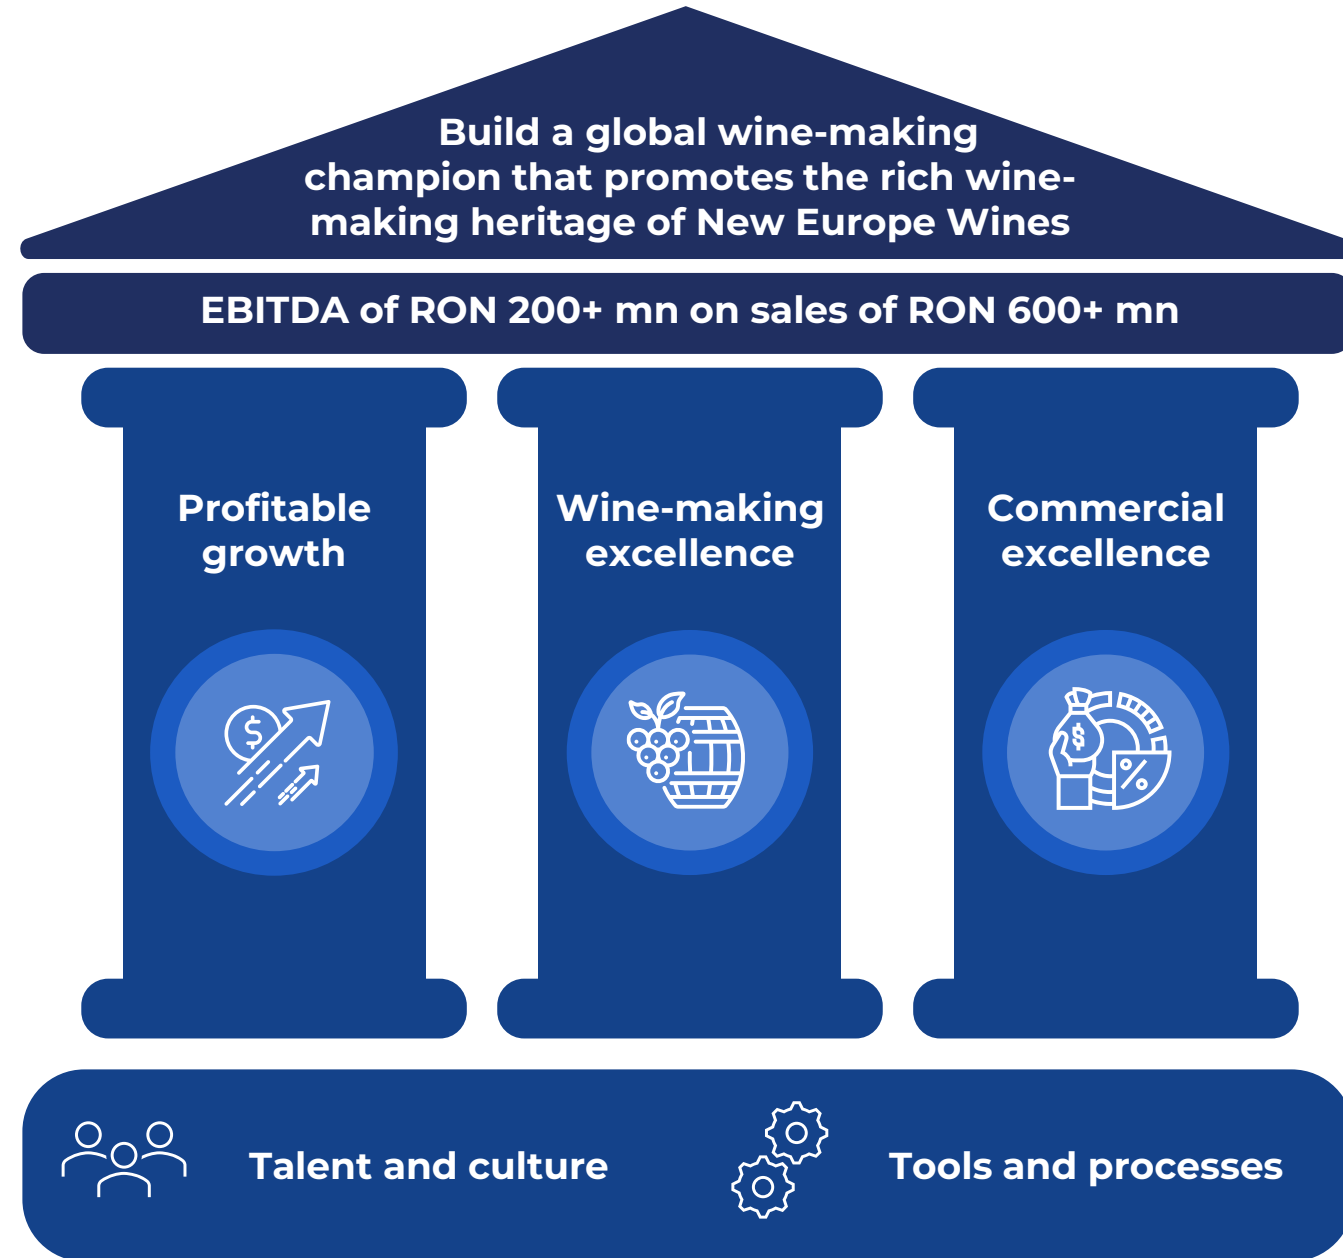 Build a global wine-making
champion that promotes the rich wine-
making heritage of New Europe Wines
EBITDA of RON 200+ mn on sales of RON 600+ mn
Profitable
growth
Wine-making
excellence
Commercial
excellence
$
$
%
Talent and culture
Tools and processes